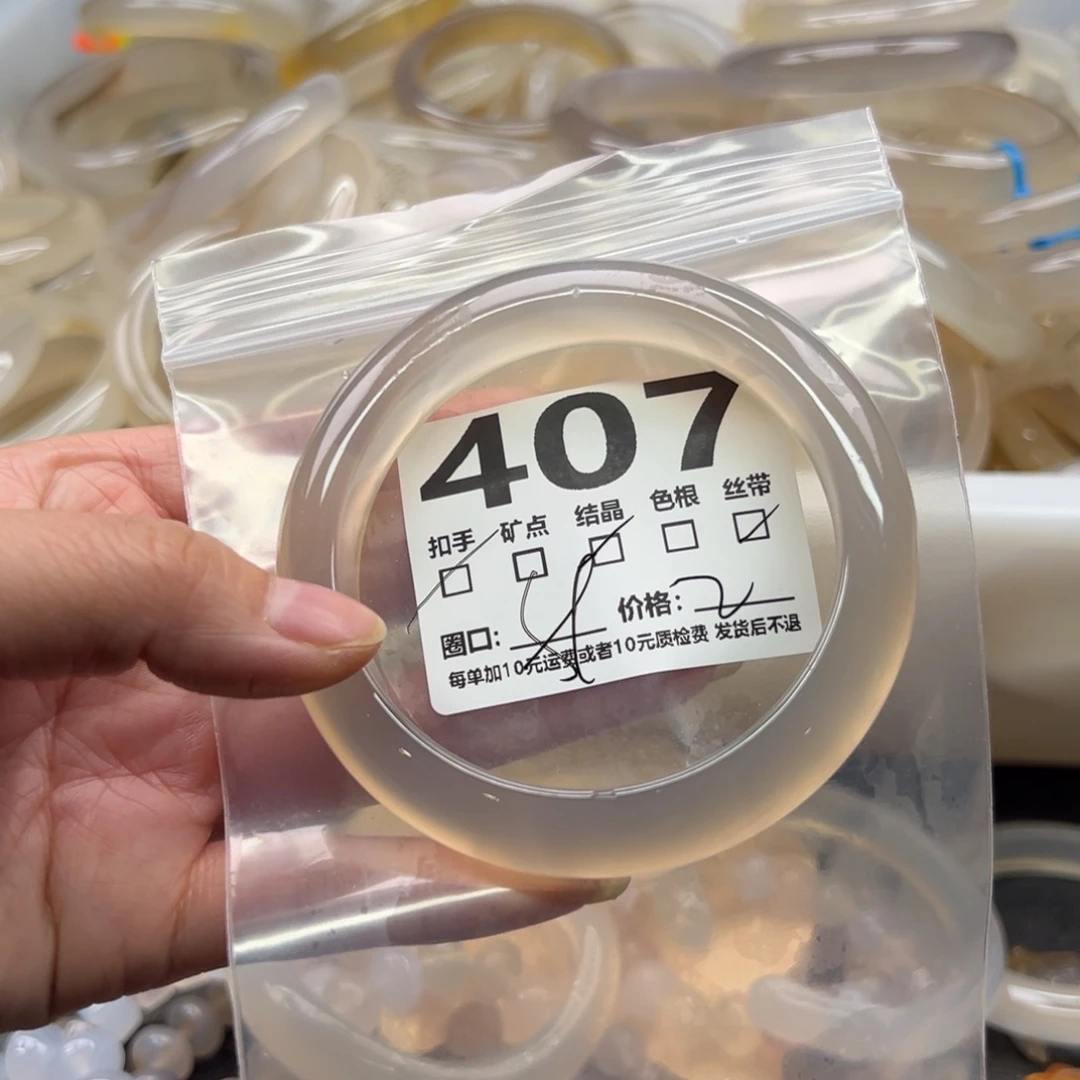 407
扣手 矿点 结晶 色根 丝带
圈口: 价格:
每单加10元运费或者10元质检费 发货后不退